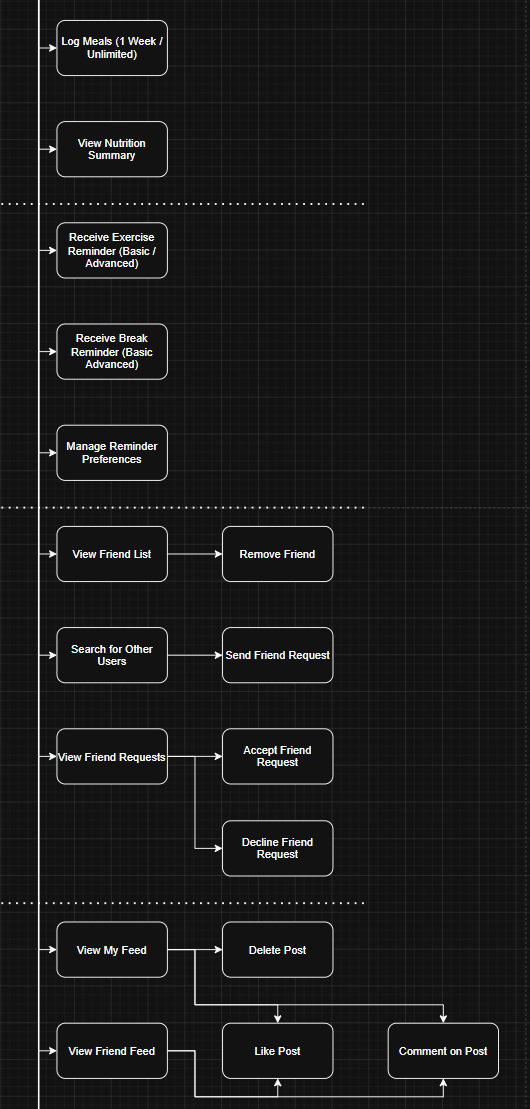 Log Meals (1 Week /
Unlimited)
View Nutrition
Summary
Receive Exercise
Reminder (Basic /
Advanced)
Receive Break
Reminder (Basic
Advanced)
Manage Reminder
Preferences
View Friend List
Remove Friend
Search for Other
Users
Send Friend Request
View Friend Requests
Accept Friend
Request
Decline Friend
Request
View My Feed
Delete Post
View Friend Feed
Like Post
Comment on Post